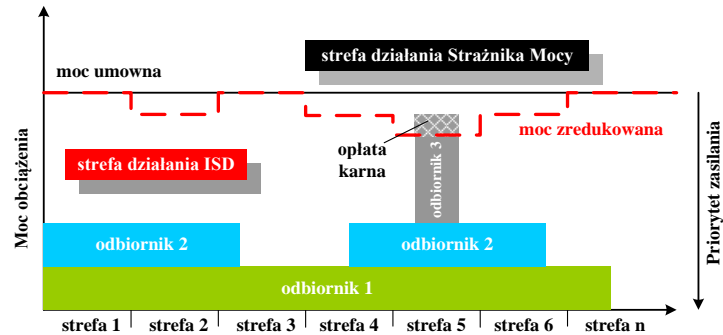 strefa działania Strażnika Mocy
moc umowna
opłata
karna
moc zredukowana
strefa działania ISD
odbiornik 3
odbiornik 2
odbiornik 2
odbiornik 1
strefa 1
strefa 2
strefa 3
strefa 4
strefa 5
strefa 6
strefa n
Moc obciążenia
Priorytet zasilania